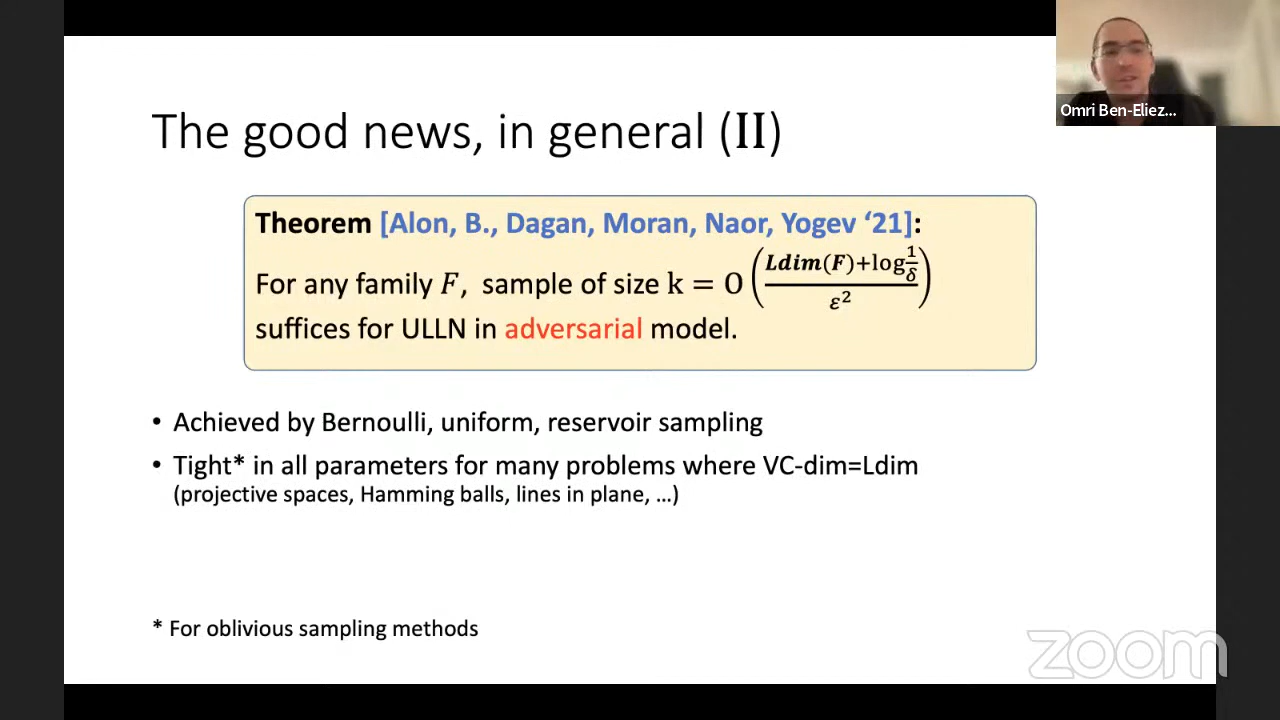 Omri Ben-Eliez...
The good news, in general (II)
Theorem [Alon, B., Dagan, Moran, Naor, Yogev ‘21]:
For any family F, sample of size k = O(\frac{Ldim(F)+log\frac{1}{δ}}{ε²})
suffices for ULLN in adversarial model.
• Achieved by Bernoulli, uniform, reservoir sampling
• Tight* in all parameters for many problems where VC-dim=Ldim
(projective spaces, Hamming balls, lines in plane, …)
* For oblivious sampling methods
zoom